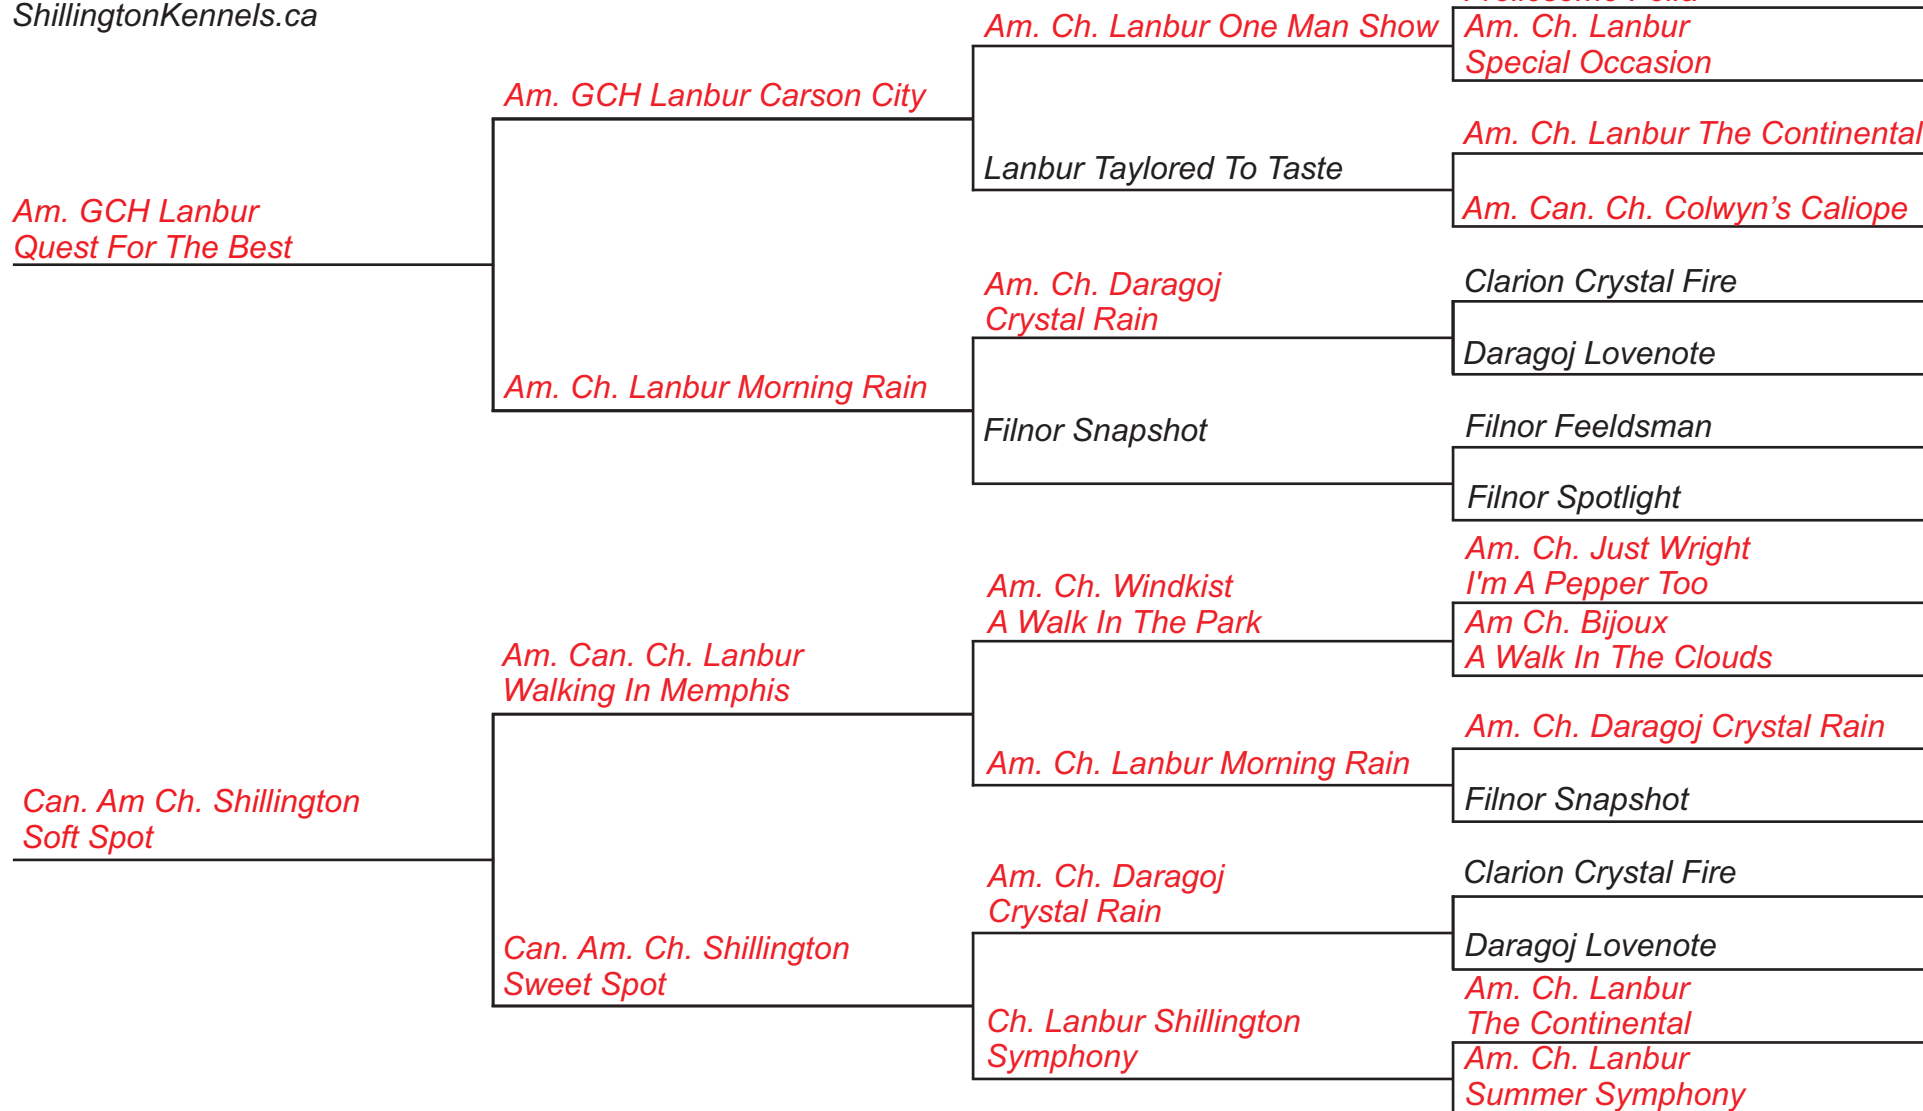 ShillingtonKennels.ca
Am. GCH Lanbur
Quest For The Best
Can. Am Ch. Shillington
Soft Spot
Am. GCH Lanbur Carson City
Am. Ch. Lanbur Morning Rain
Am. Can. Ch. Lanbur
Walking In Memphis
Can. Am. Ch. Shillington
Sweet Spot
Am. Ch. Lanbur One Man Show
Lanbur Taylored To Taste
Am. Ch. Daragoj
Crystal Rain
Filnor Snapshot
Am. Ch. Windkist
A Walk In The Park
Am. Ch. Lanbur Morning Rain
Am. Ch. Daragoj
Crystal Rain
Ch. Lanbur Shillington
Symphony
Am. Ch. Lanbur
Special Occasion
Am. Ch. Lanbur The Continental
Am. Can. Ch. Colwyn’s Caliope
Clarion Crystal Fire
Daragoj Lovenote
Filnor Feeldsman
Filnor Spotlight
Am. Ch. Just Wright
I'm A Pepper Too
Am Ch. Bijoux
A Walk In The Clouds
Am. Ch. Daragoj Crystal Rain
Filnor Snapshot
Clarion Crystal Fire
Daragoj Lovenote
Am. Ch. Lanbur
The Continental
Am. Ch. Lanbur
Summer Symphony